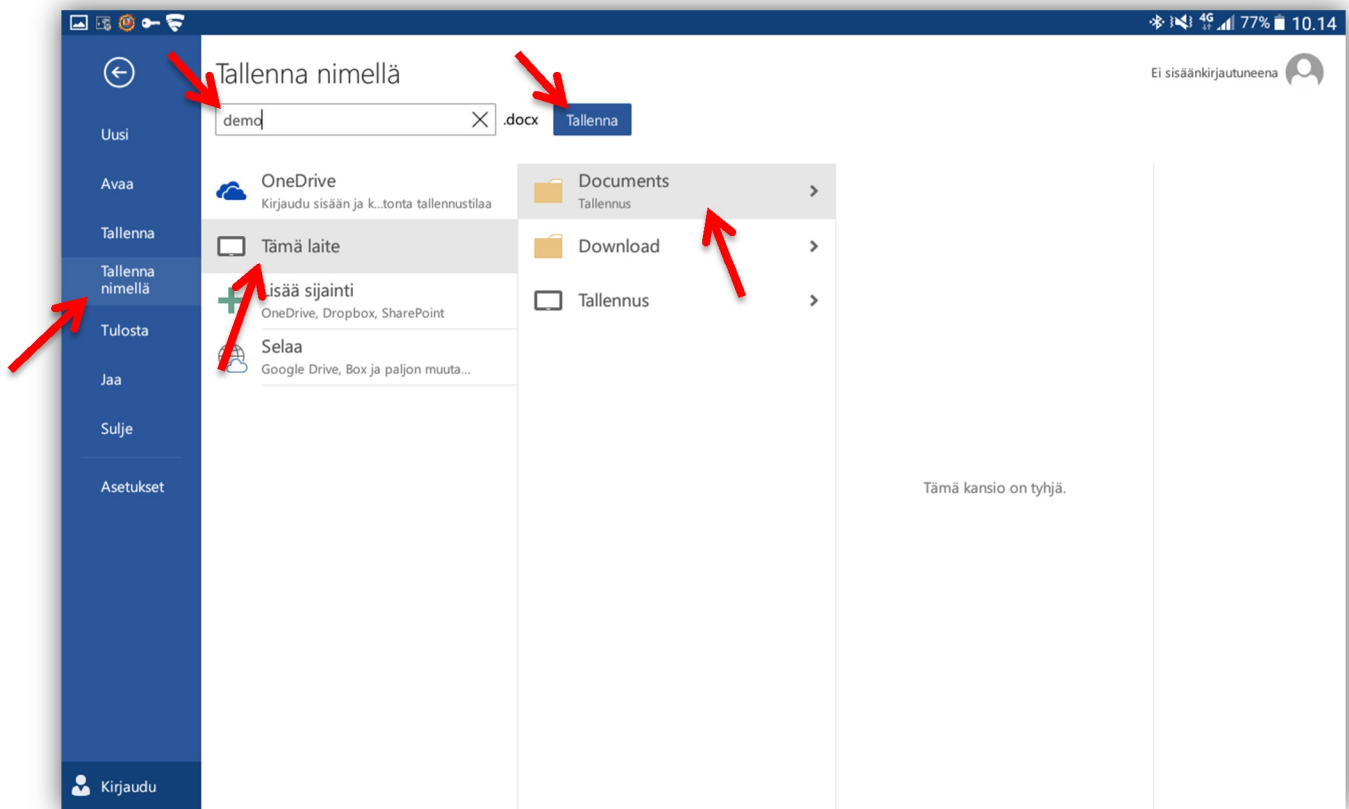 4G
77%
10.14
Tallenna nimellä
Ei sisäänkirjautuneena
demo
.docx
Tallenna
Uusi
Avaa
Tallenna
Tallenna
nimellä
Tulosta
Jaa
Sulje
Asetukset
Kirjaudu
OneDrive
Kirjaudu sisään ja k...tonta tallennustilaa
Tämä laite
Lisää sijainti
OneDrive, Dropbox, SharePoint
Selaa
Google Drive, Box ja paljon muuta...
Documents
Tallennus
Download
Tallennus
Tämä kansio on tyhjä.